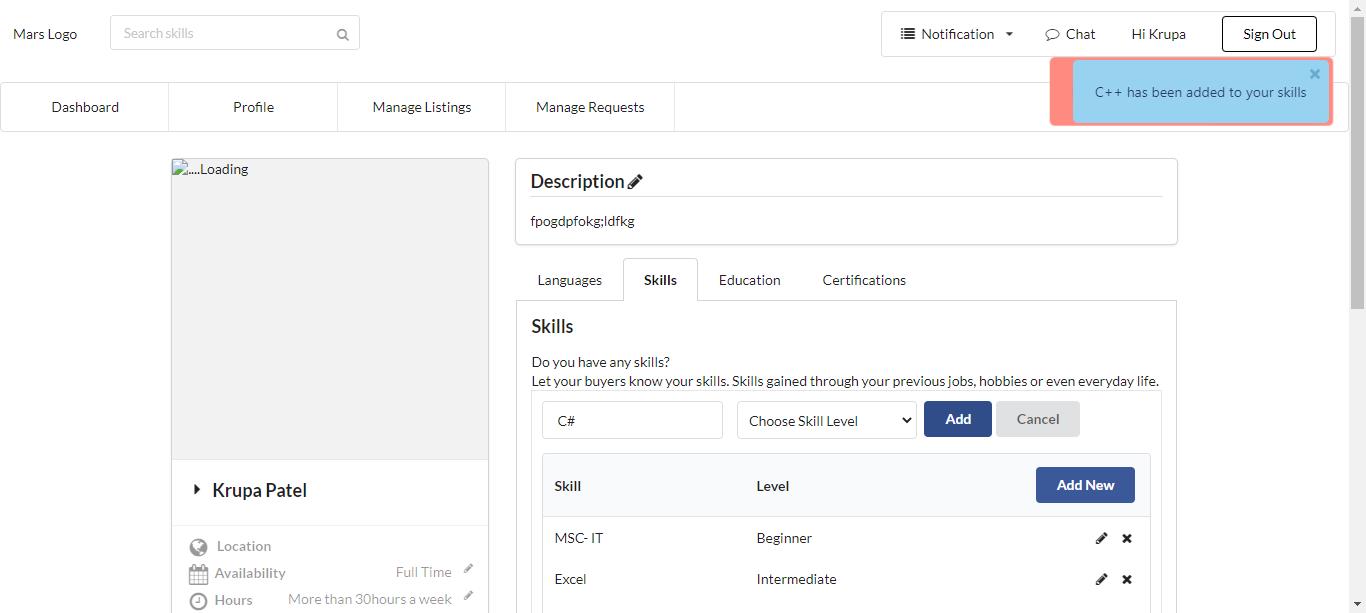 Mars Logo
Search skills
Notification
Chat
Hi Krupa
Sign Out
C++ has been added to your skills
Dashboard
Profile
Manage Listings
Manage Requests
....Loading
Description
fpogdpfokg;ldfkg
Languages
Skills
Education
Certifications
Skills
Do you have any skills?
Let your buyers know your skills. Skills gained through your previous jobs, hobbies or even everyday life.
C#
Choose Skill Level
Add
Cancel
Skill
Level
Add New
MSC- IT
Beginner
Excel
Intermediate
Krupa Patel
Location
Availability
Full Time
Hours
More than 30hours a week